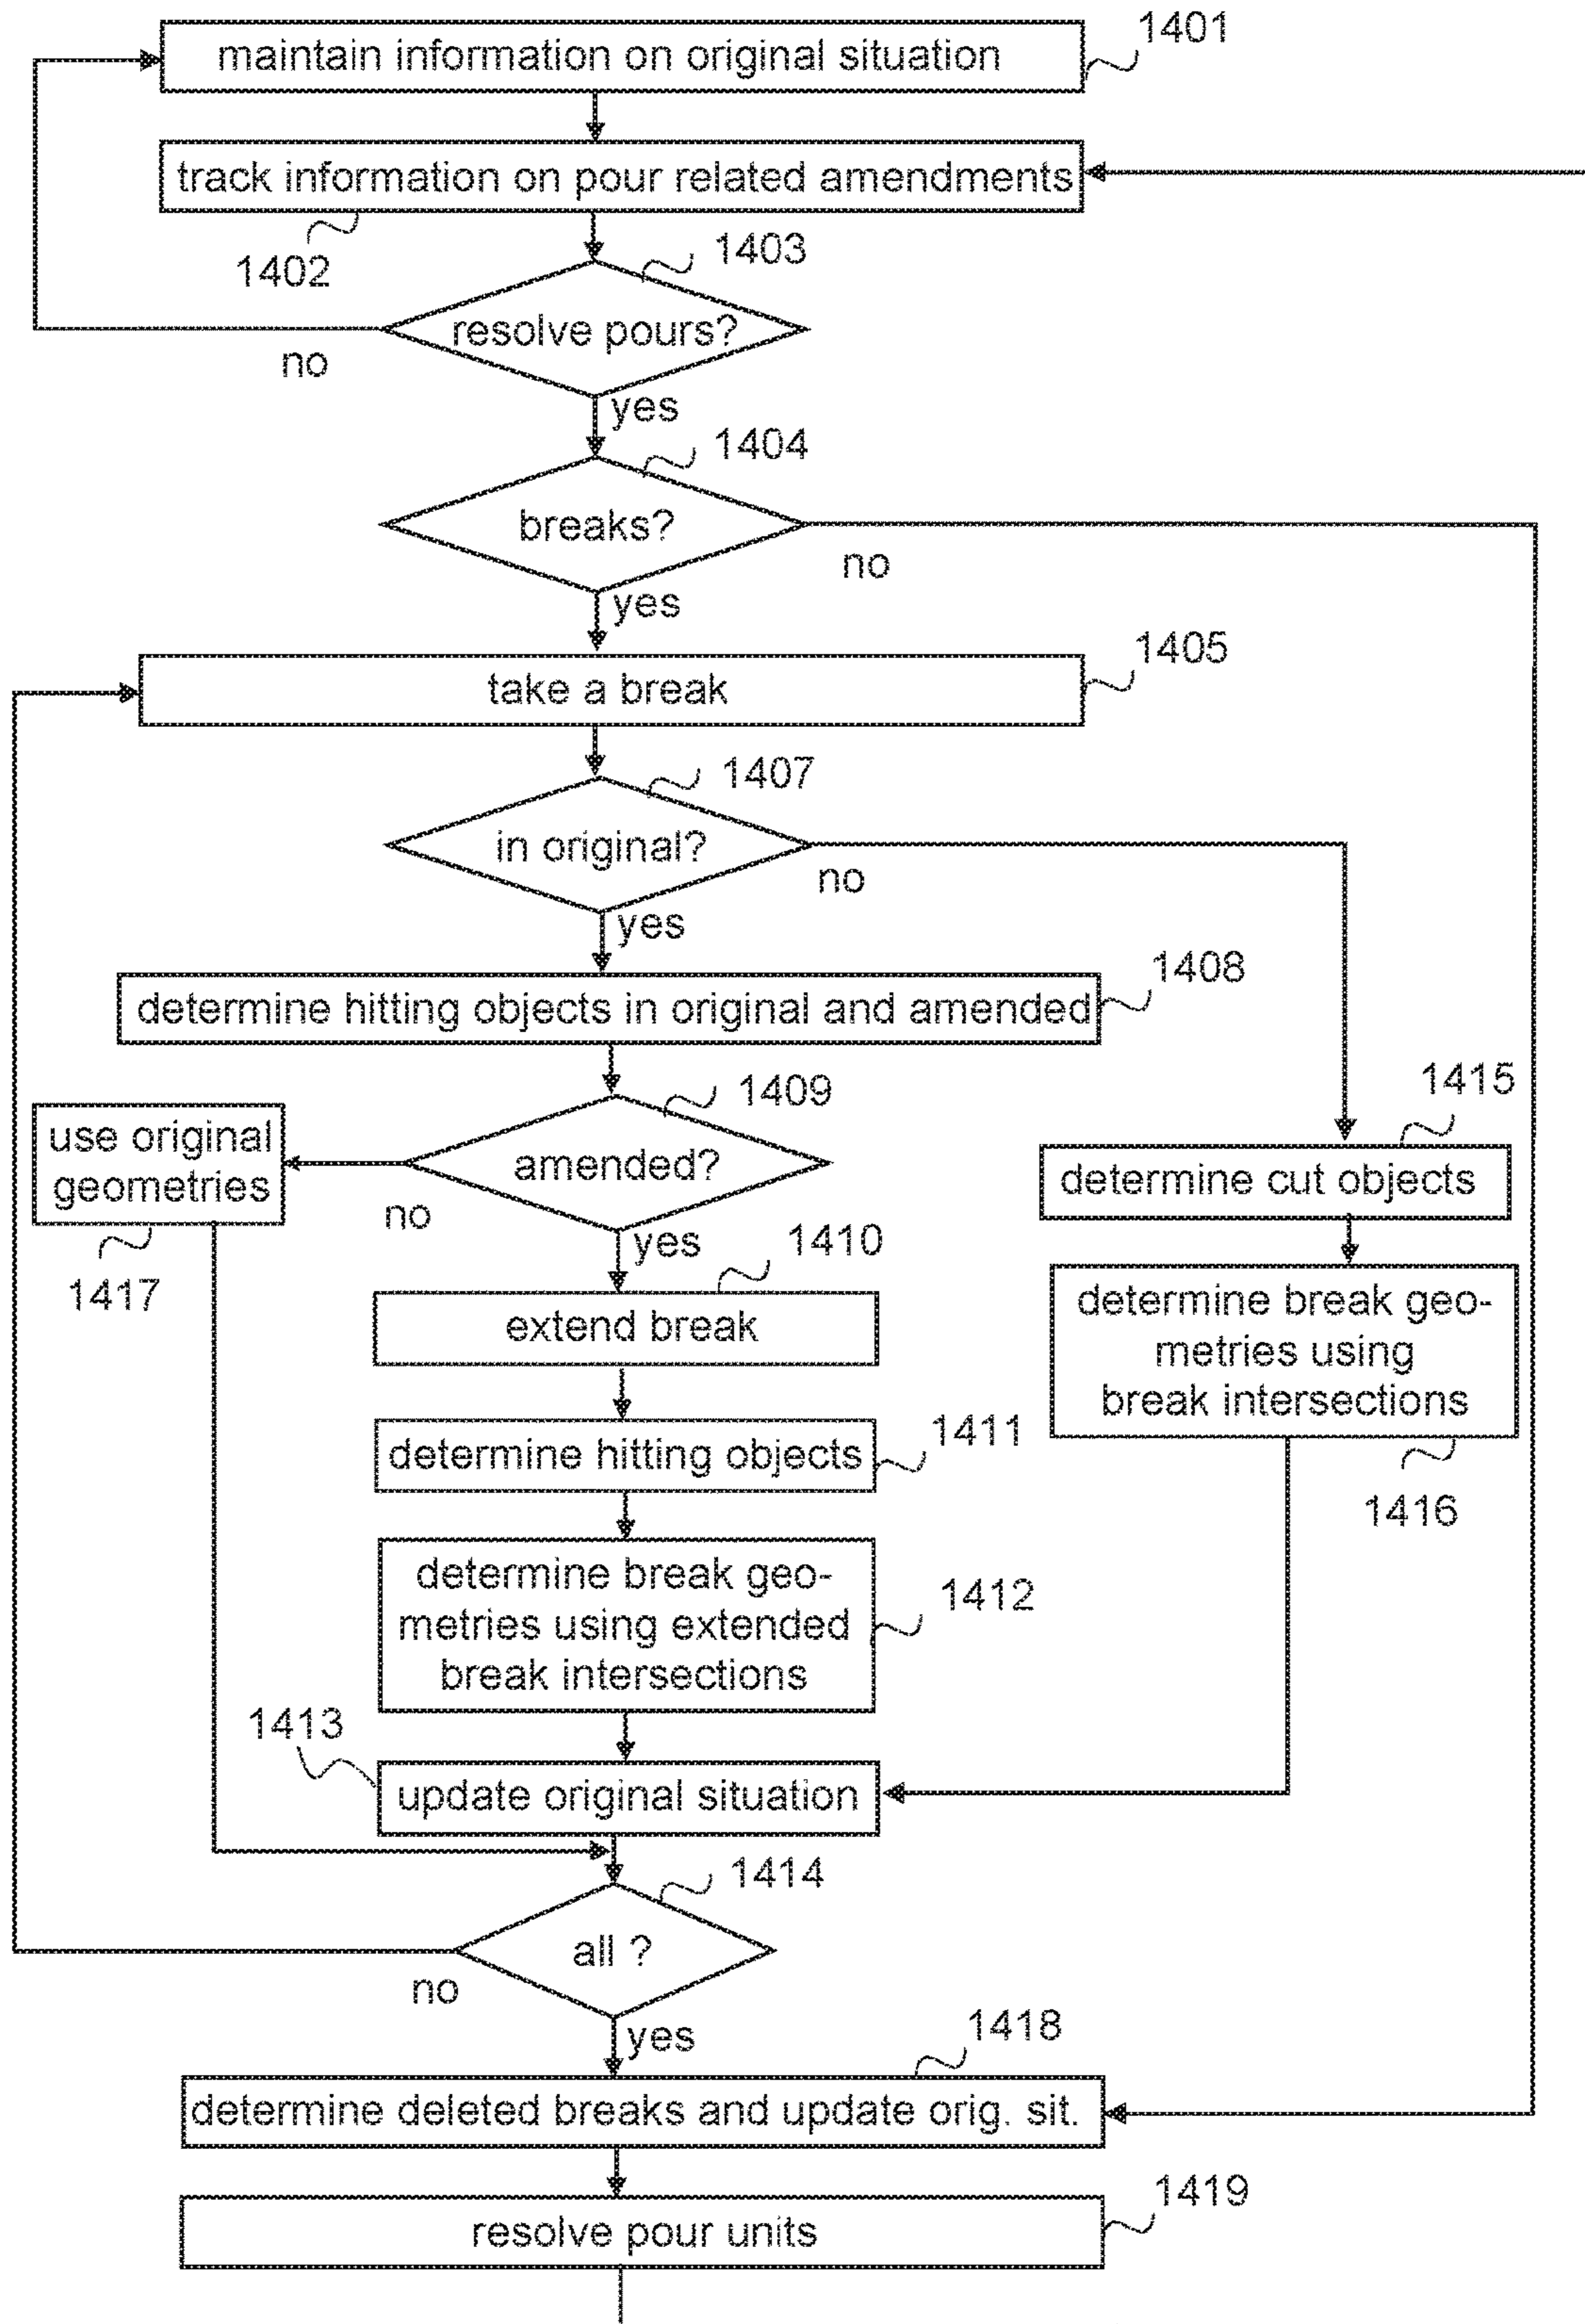 1401
maintain information on original situation
track information on pour related amendments
1402
1403
resolve pours?
no
yes
1404
breaks?
no
yes
1405
take a break
1407
in original?
no
yes
1408
determine hitting objects in original and amended
1409
amended?
no
yes
use original
geometries
1417
1415
determine cut objects
determine break geo-
metries using
break intersections
1416
1410
extend break
1411
determine hitting objects
determine break geo-
metries using extended
break intersections
1412
1413
update original situation
1414
all ?
no
yes
1418
determine deleted breaks and update orig. sit.
1419
resolve pour units